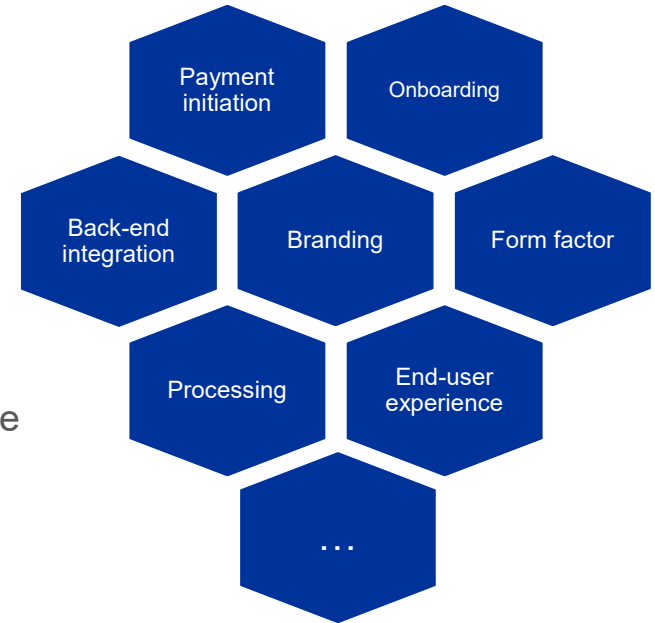 Payment
initiation
Onboarding
Back-end
integration
Branding
Form factor
Processing
End-user
experience
e
...